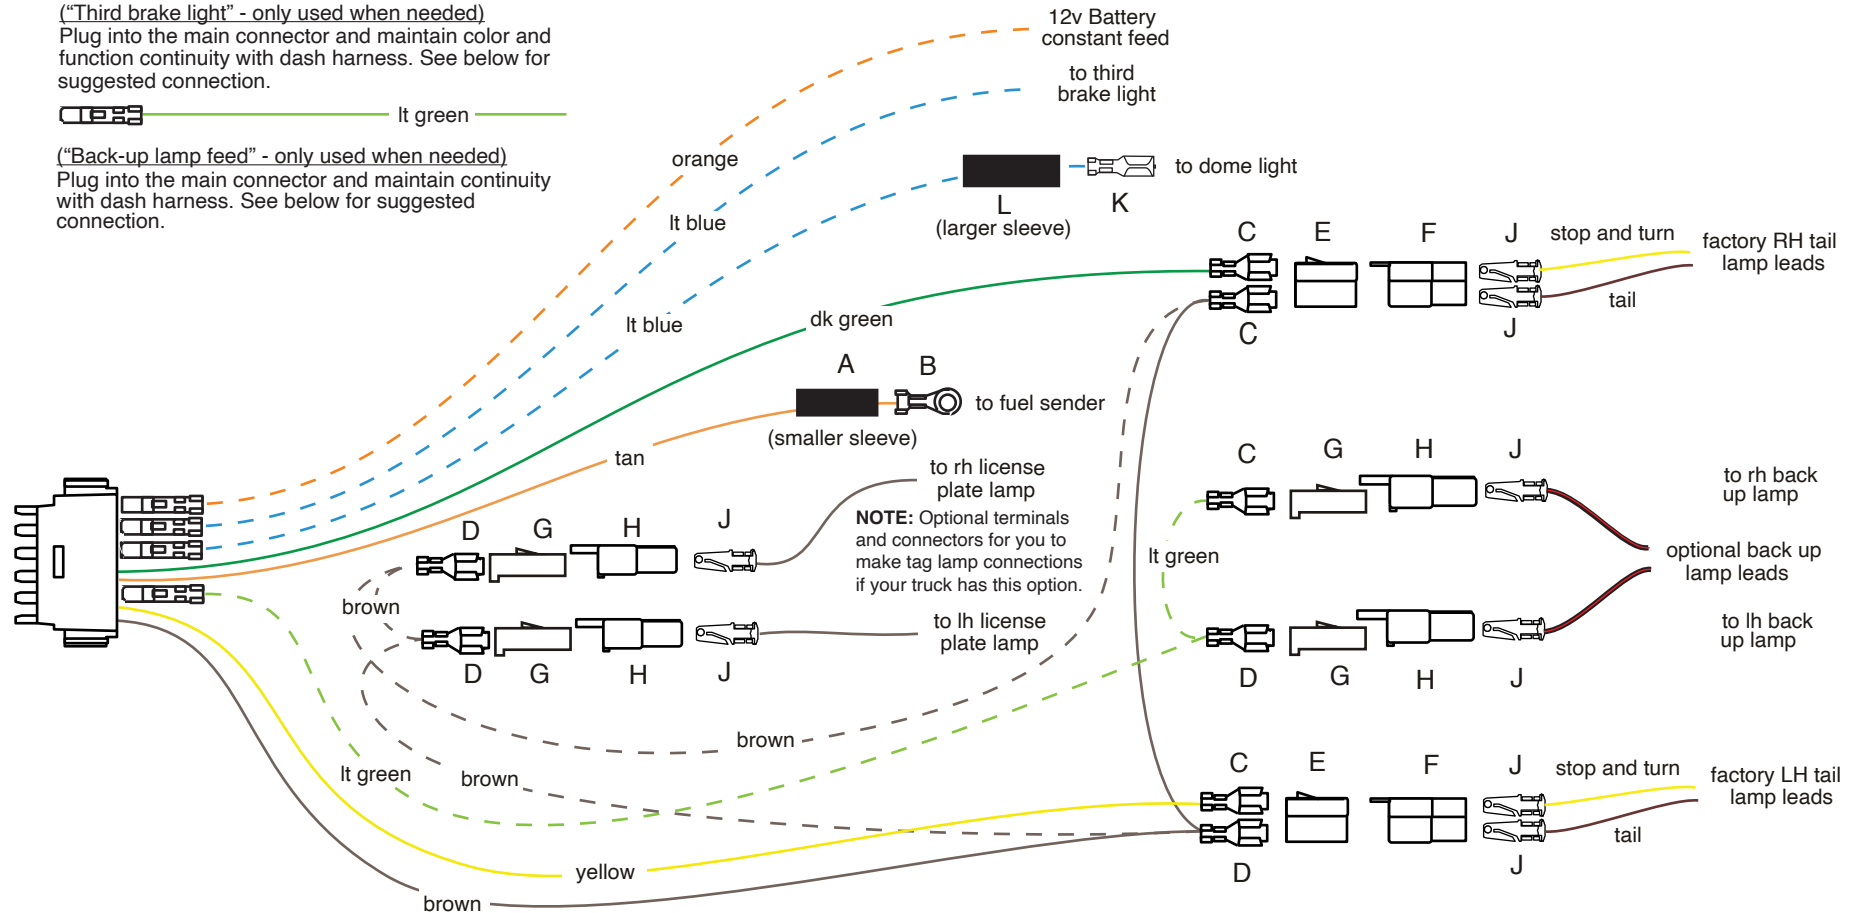 (“Third brake light” - only used when needed)
Plug into the main connector and maintain color and
function continuity with dash harness. See below for
suggested connection.
lt green
(“Back-up lamp feed” - only used when needed)
Plug into the main connector and maintain continuity
with dash harness. See below for suggested
connection.
12v Battery
constant feed
to third
brake light
orange
lt blue
L
K
to dome light
(larger sleeve)
lt blue
dk green
C
E
F
J
stop and turn
factory RH tail
lamp leads
tail
C
J
A
B
to fuel sender
(smaller sleeve)
tan
to rh license
plate lamp
NOTE: Optional terminals
and connectors for you to
make tag lamp connections
if your truck has this option.
D
G
H
J
brown
to lh license
plate lamp
D
G
H
J
C
G
H
J
to rh back
up lamp
lt green
optional back up
lamp leads
to lh back
up lamp
D
G
H
J
brown
lt green
brown
C
E
F
J
stop and turn
factory LH tail
lamp leads
tail
D
J
yellow
brown